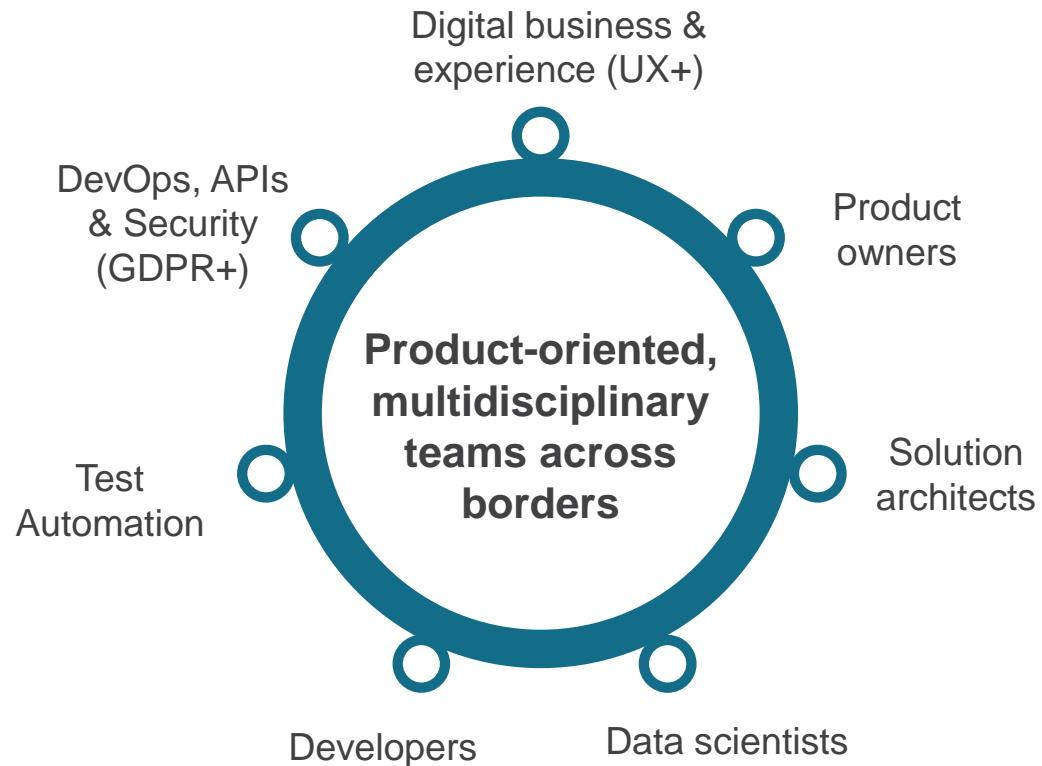 Digital business &
experience (UX+)
DevOps, APIs
& Security
(GDPR+)
Product
owners
Product-oriented,
multidisciplinary
teams across
borders
Test
Automation
Solution
architects
Developers
Data scientists